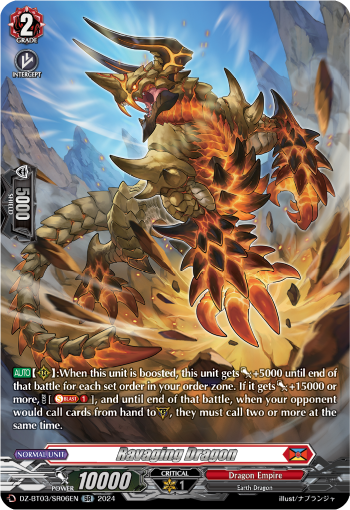 2
GRADE
INTERCEPT
5000
SHIELD
AUTO [ ]:When this unit is boosted, this unit gets +5000 until end of
that battle for each set order in your order zone. If it gets +15000 or
more, [ BLAST 1 ], and until end of that battle, when your opponent
would call cards from hand to , they must call two or more at the
same time.
NORMAL UNIT
Ravaging Dragon
POWER 10000
CRITICAL
1
Dragon Empire
Earth Dragon
DZ-BT03/SR06EN SR 2024
illust/ナブランジャ